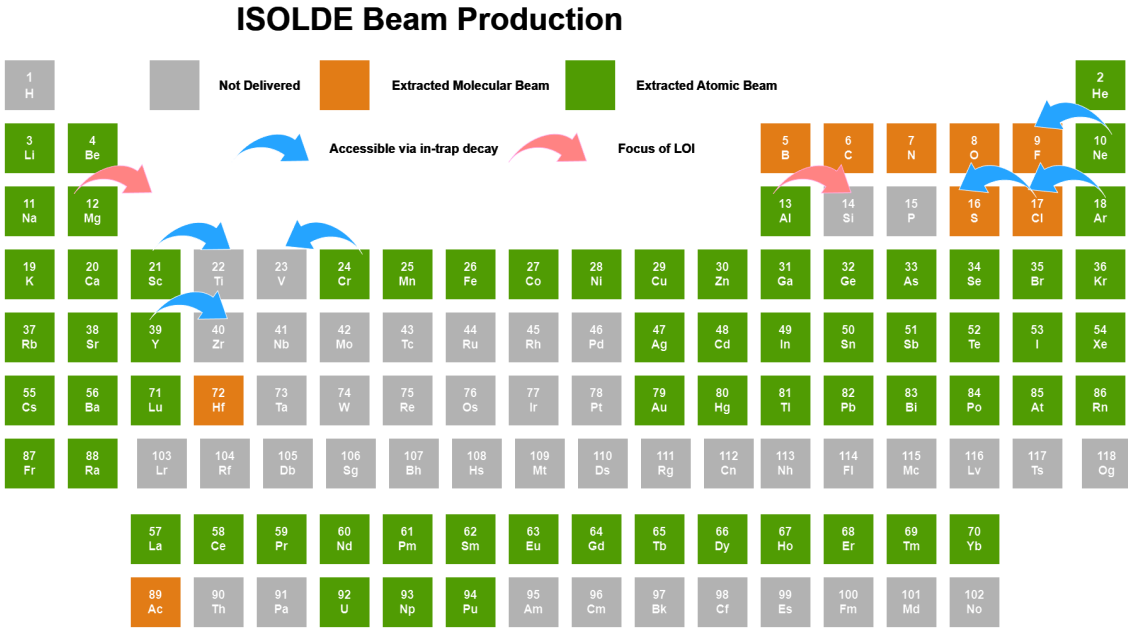 ISOLDE Beam Production
1
H
Not Delivered
Extracted Molecular Beam
Extracted Atomic Beam
2
He
3
Li
4
Be
Accessible via in-trap decay
Focus of LOI
5
B
6
C
7
N
8
O
9
F
10
Ne
11
Na
12
Mg
13
Al
14
Si
15
P
16
S
17
Cl
18
Ar
19
K
20
Ca
21
Sc
22
Ti
23
V
24
Cr
25
Mn
26
Fe
27
Co
28
Ni
29
Cu
30
Zn
31
Ga
32
Ge
33
As
34
Se
35
Br
36
Kr
37
Rb
38
Sr
39
Y
40
Zr
41
Nb
42
Mo
43
Tc
44
Ru
45
Rh
46
Pd
47
Ag
48
Cd
49
In
50
Sn
51
Sb
52
Te
53
I
54
Xe
55
Cs
56
Ba
71
Lu
72
Hf
73
Ta
74
W
75
Re
76
Os
77
Ir
78
Pt
79
Au
80
Hg
81
Tl
82
Pb
83
Bi
84
Po
85
At
86
Rn
87
Fr
88
Ra
103
Lr
104
Rf
105
Db
106
Sg
107
Bh
108
Hs
109
Mt
110
Ds
111
Rg
112
Cn
113
Nh
114
Fl
115
Mc
116
Lv
117
Ts
118
Og
57
La
58
Ce
59
Pr
60
Nd
61
Pm
62
Sm
63
Eu
64
Gd
65
Tb
66
Dy
67
Ho
68
Er
69
Tm
70
Yb
89
Ac
90
Th
91
Pa
92
U
93
Np
94
Pu
95
Am
96
Cm
97
Bk
98
Cf
99
Es
100
Fm
101
Md
102
No